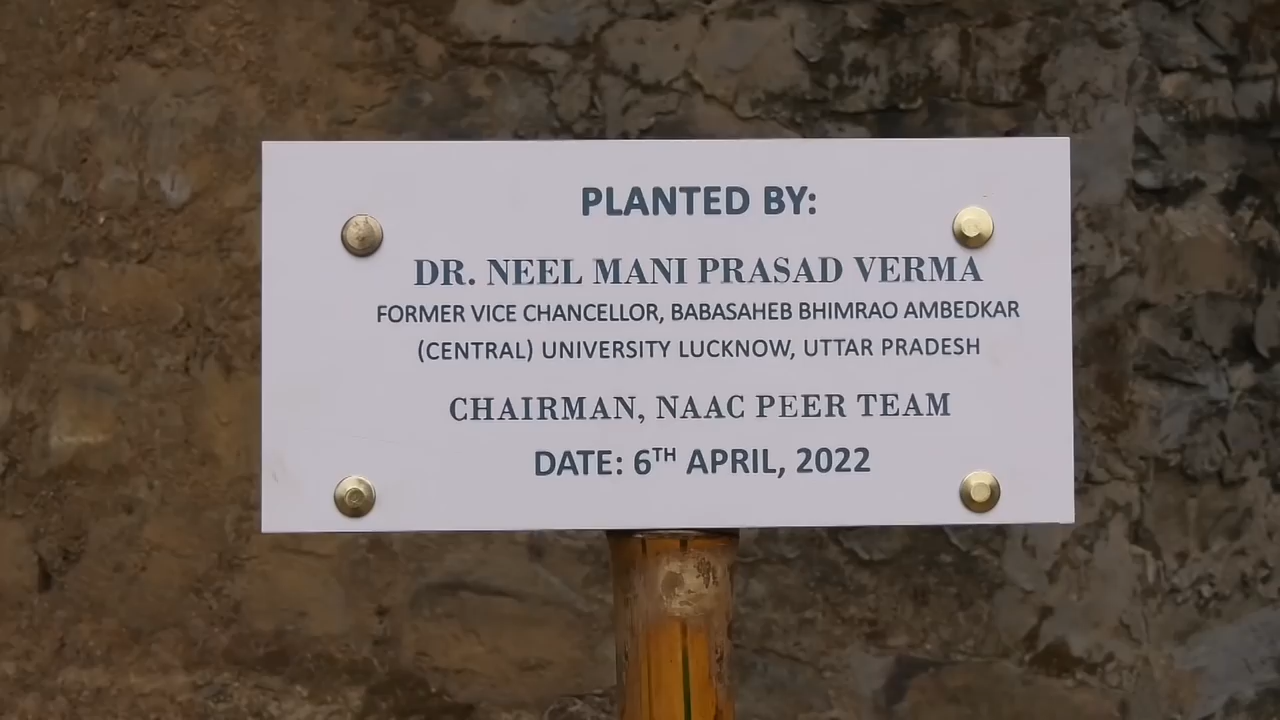 PLANTED BY:
DR. NEEL MANI PRASAD VERMA
FORMER VICE CHANCELLOR, BABASAHEB BHIMRAO AMBEDKAR
(CENTRAL) UNIVERSITY LUCKNOW, UTTAR PRADESH
CHAIRMAN, NAAC PEER TEAM
DATE: 6TH APRIL, 2022